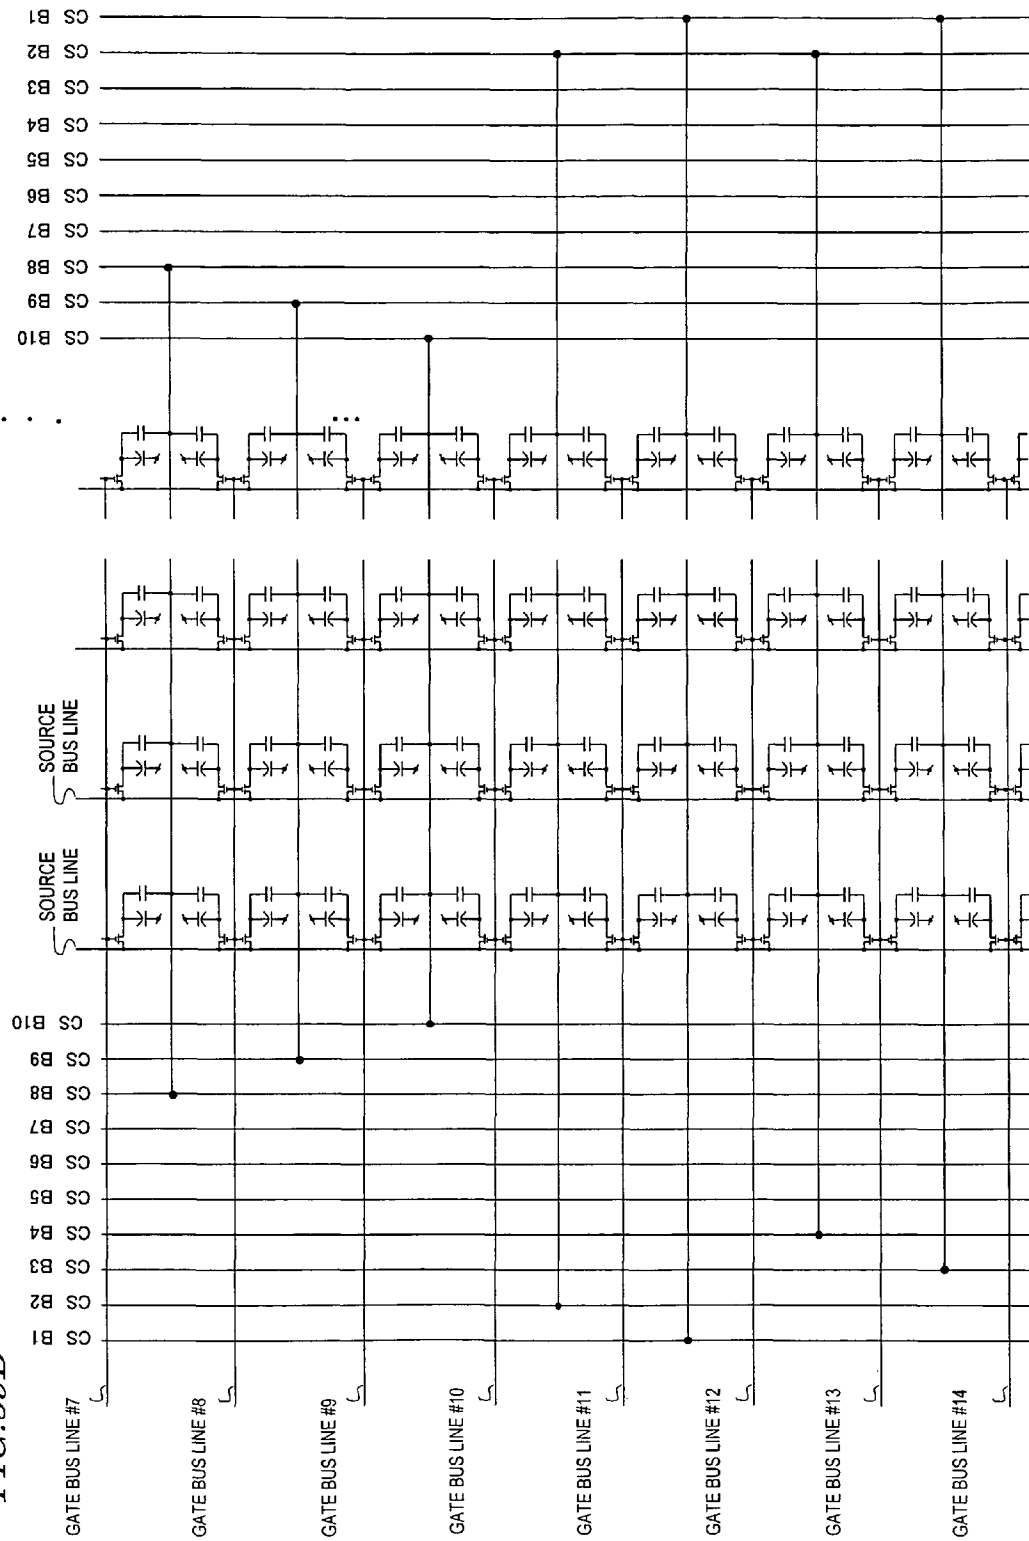 CS B1
CS B2
CS B3
CS B4
CS B5
CS B6
CS B7
CS B8
CS B9
CS B10
. . .
...
SOURCE
BUS LINE
SOURCE
BUS LINE
CS B10
CS B9
CS B8
CS B7
CS B6
CS B5
CS B4
CS B3
CS B2
CS B1
GATE BUS LINE #7
GATE BUS LINE #8
GATE BUS LINE #9
GATE BUS LINE #10
GATE BUS LINE #11
GATE BUS LINE #12
GATE BUS LINE #13
GATE BUS LINE #14